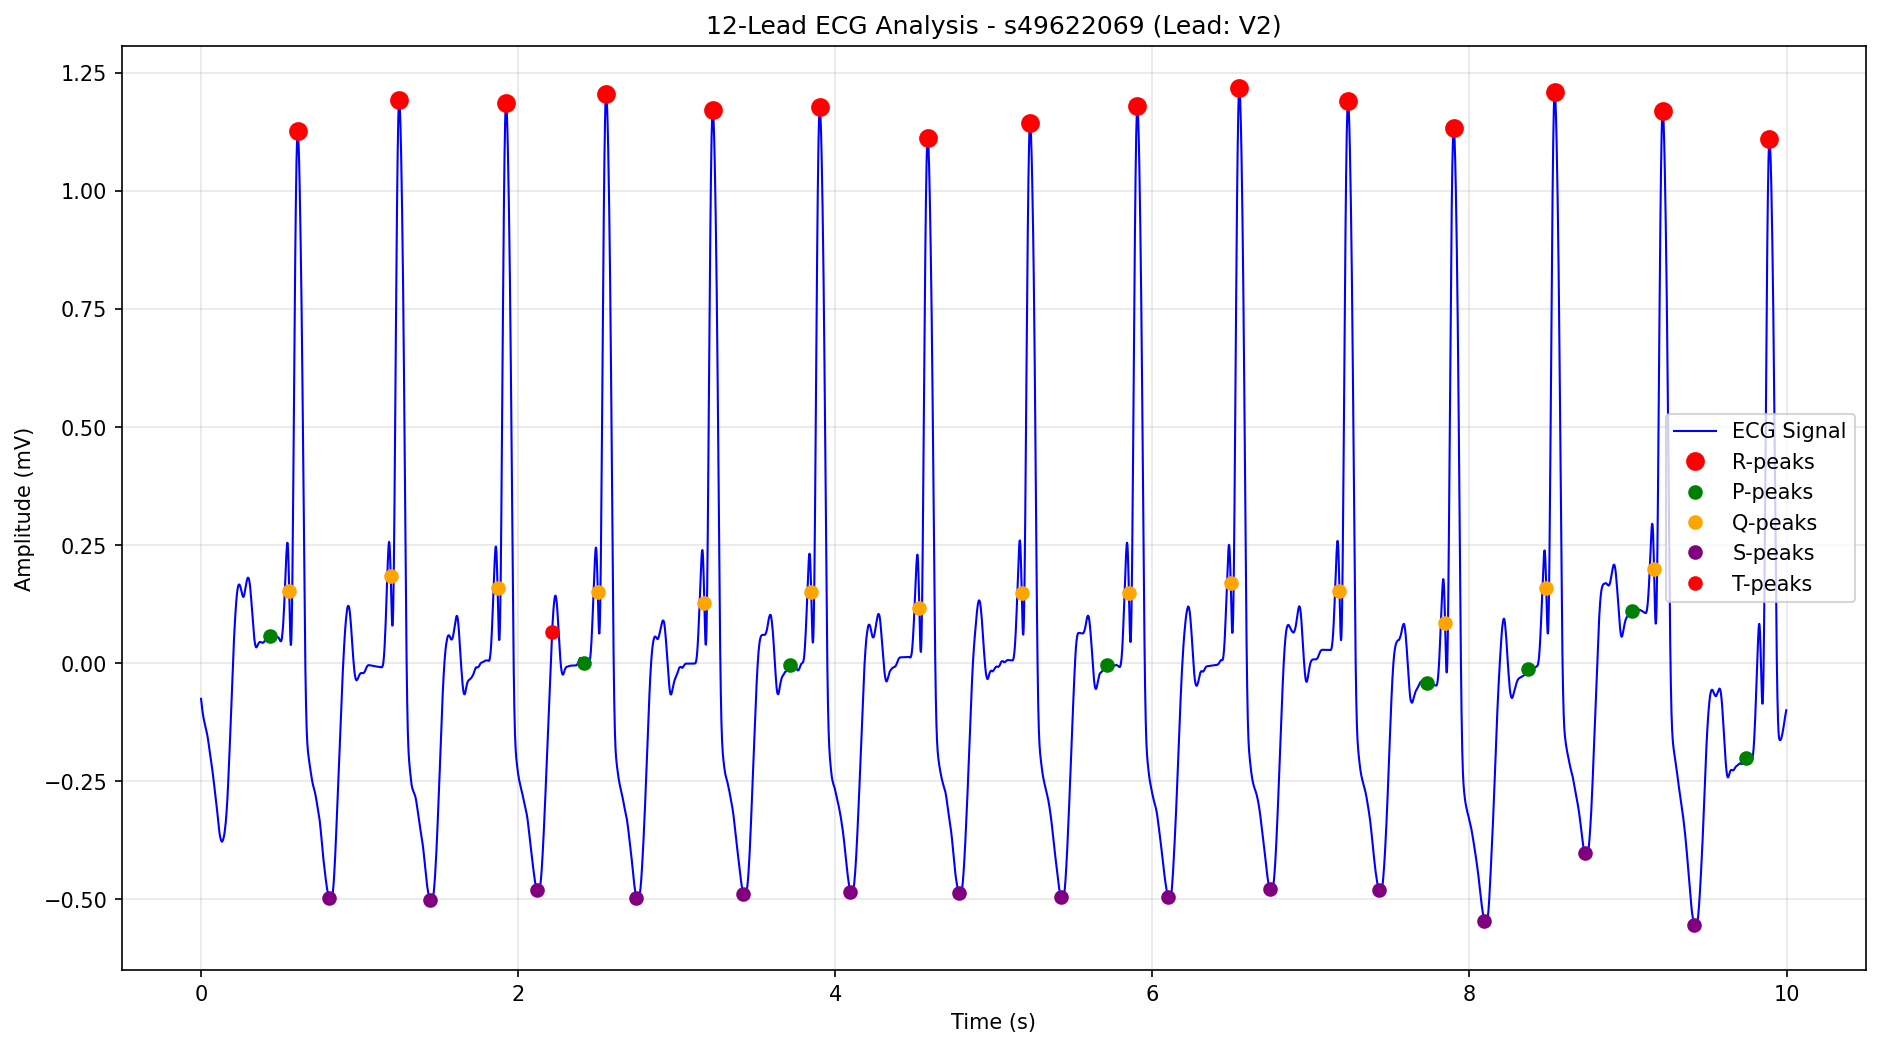 12-Lead ECG Analysis - s49622069 (Lead: V2)
1.25
1.00
0.75
0.50
0.25
0.00
−0.25
−0.50
Amplitude (mV)
ECG Signal
R-peaks
P-peaks
Q-peaks
S-peaks
T-peaks
0 2 4 6 8 10
Time (s)